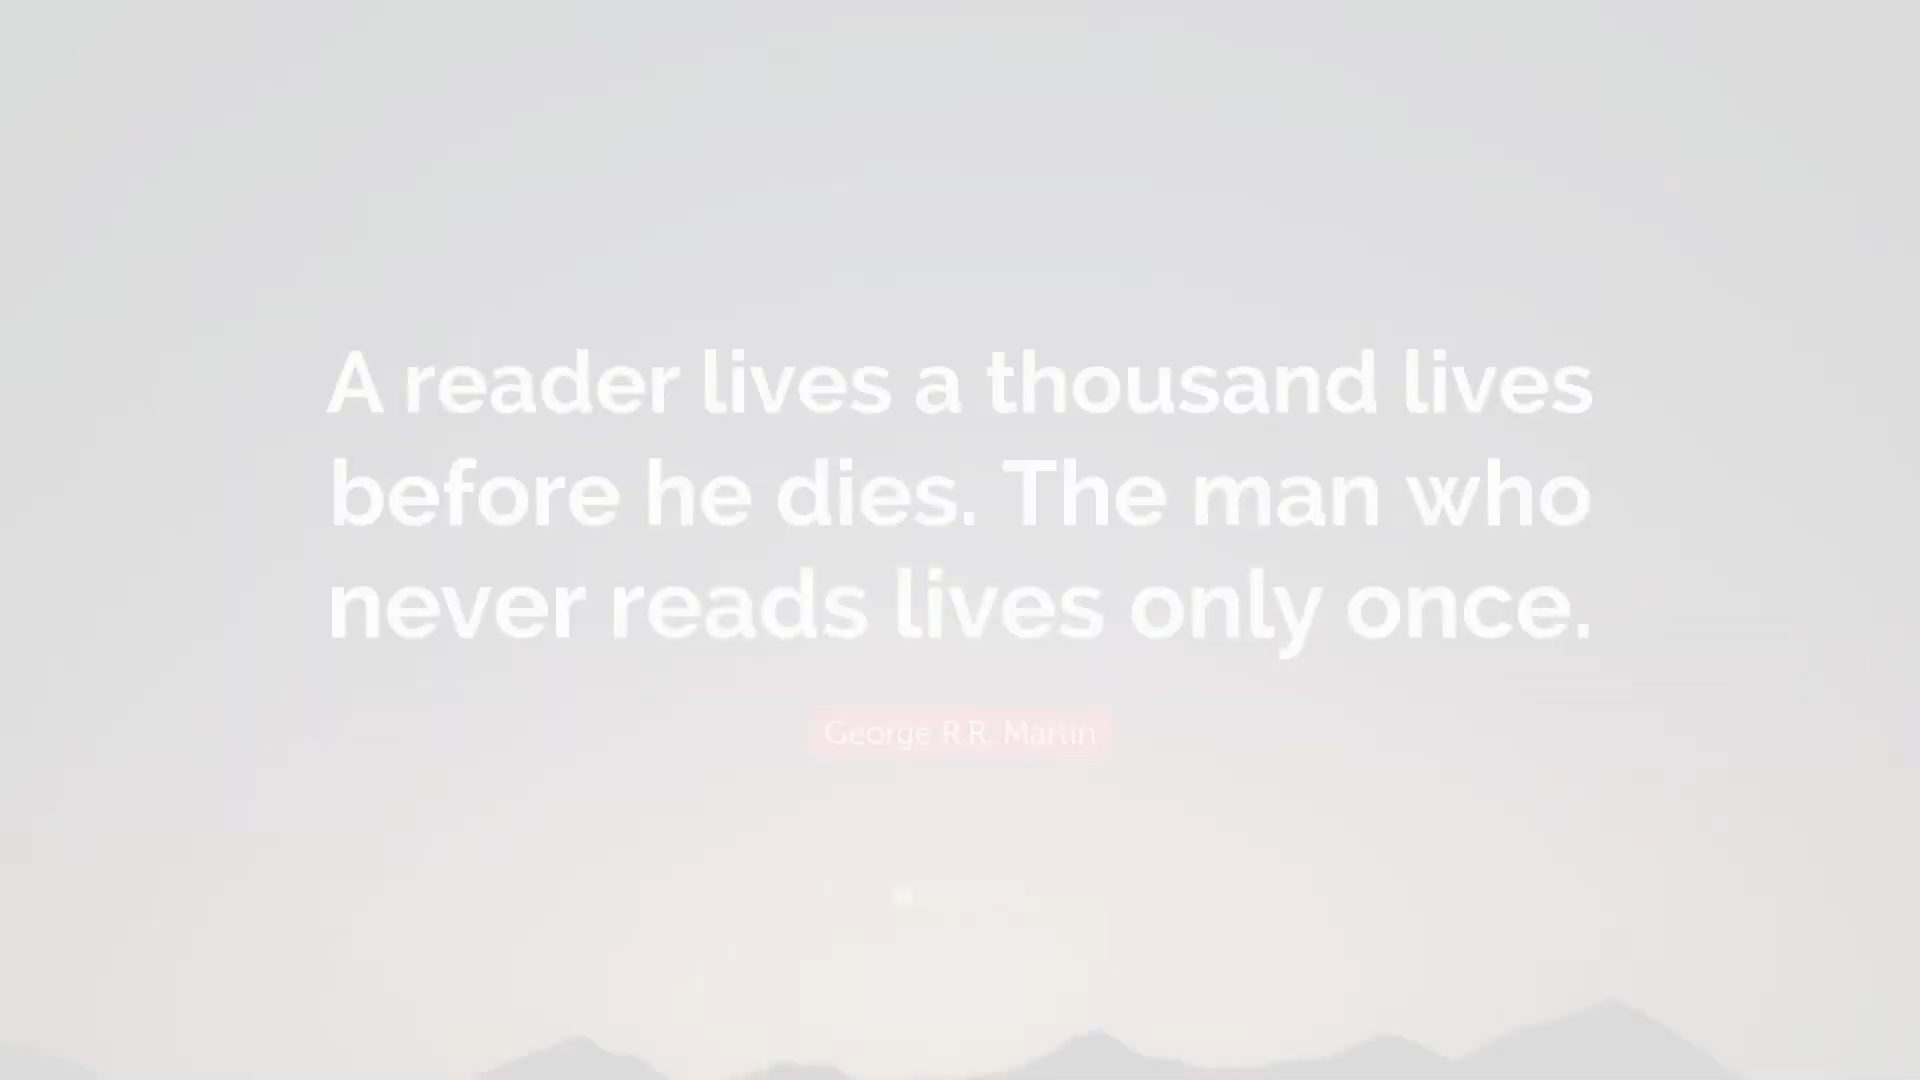 A reader lives a thousand lives
before he dies. The man who
never reads lives only once.
George R.R. Martin